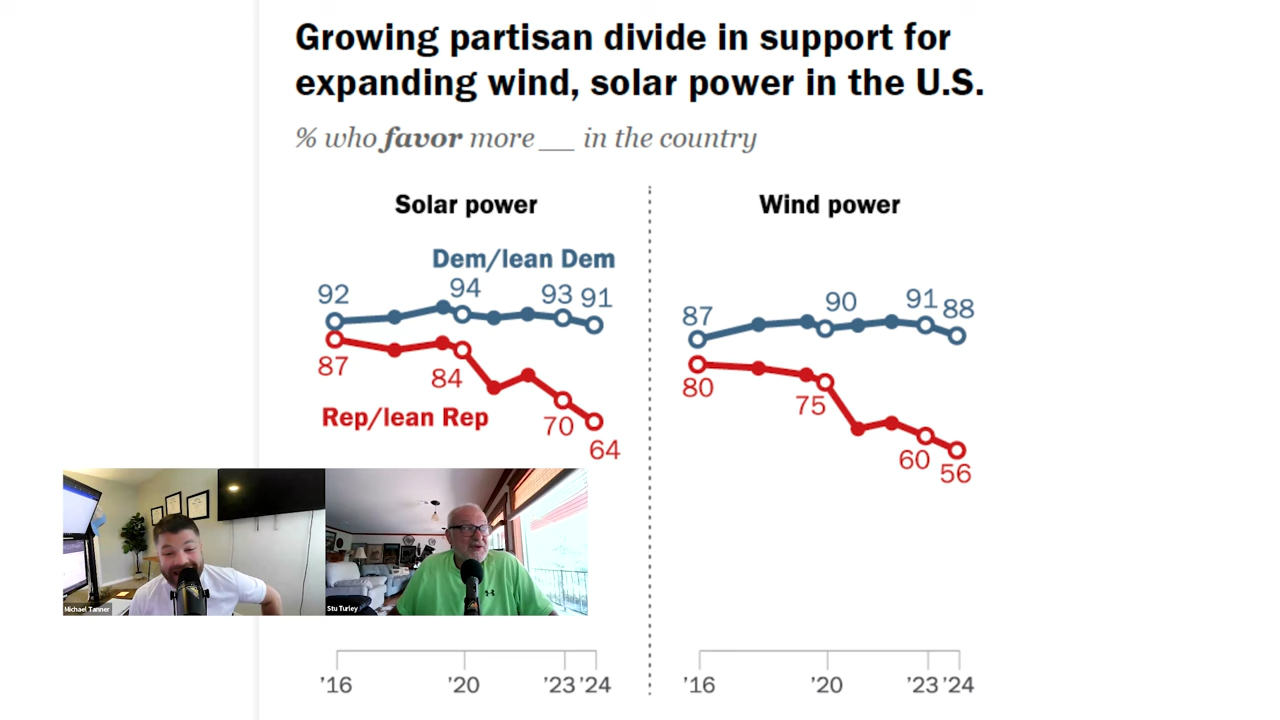 Growing partisan divide in support for
expanding wind, solar power in the U.S.
% who favor more __ in the country
Solar power
Dem/lean Dem
92
94
93
91
87
84
Rep/lean Rep
70
64
'16
'20
'23
'24
Wind power
87
90
91
88
80
75
60
56
'16
'20
'23
'24
Michael Tanner
Stu Turley